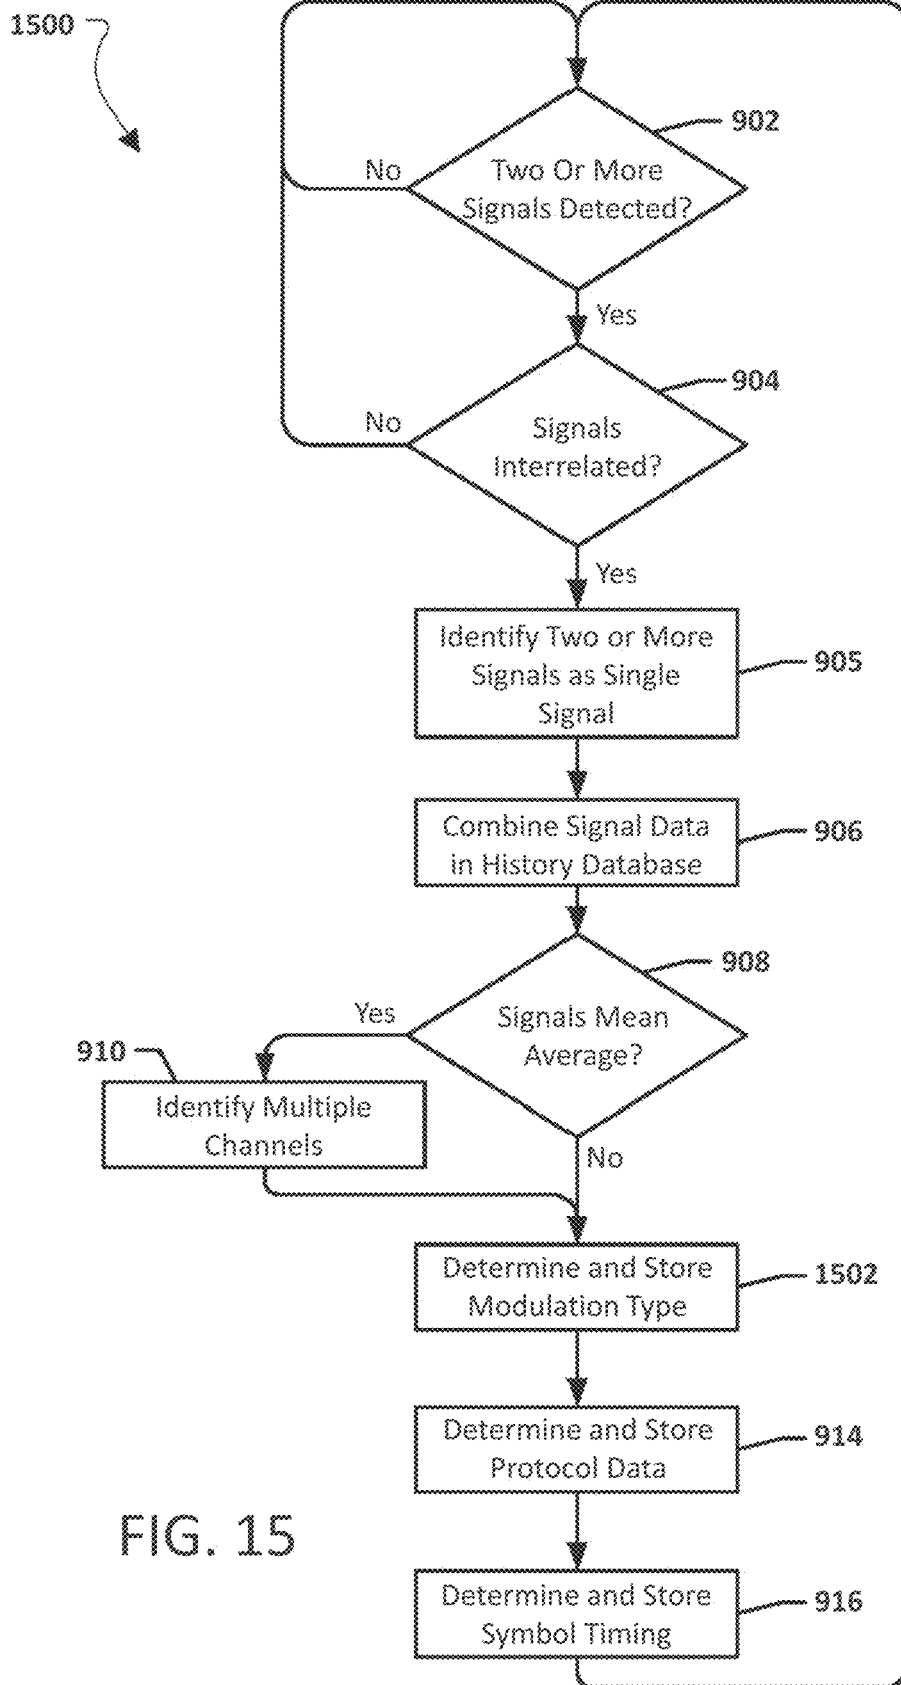 1500
902
No
Two Or More
Signals Detected?
Yes
904
No
Signals
Interrelated?
Yes
Identify Two or More
Signals as Single
Signal
905
Combine Signal Data
in History Database
906
908
Yes
Signals Mean
Average?
910
Identify Multiple
Channels
No
Determine and Store
Modulation Type
1502
Determine and Store
Protocol Data
914
FIG. 15
Determine and Store
Symbol Timing
916